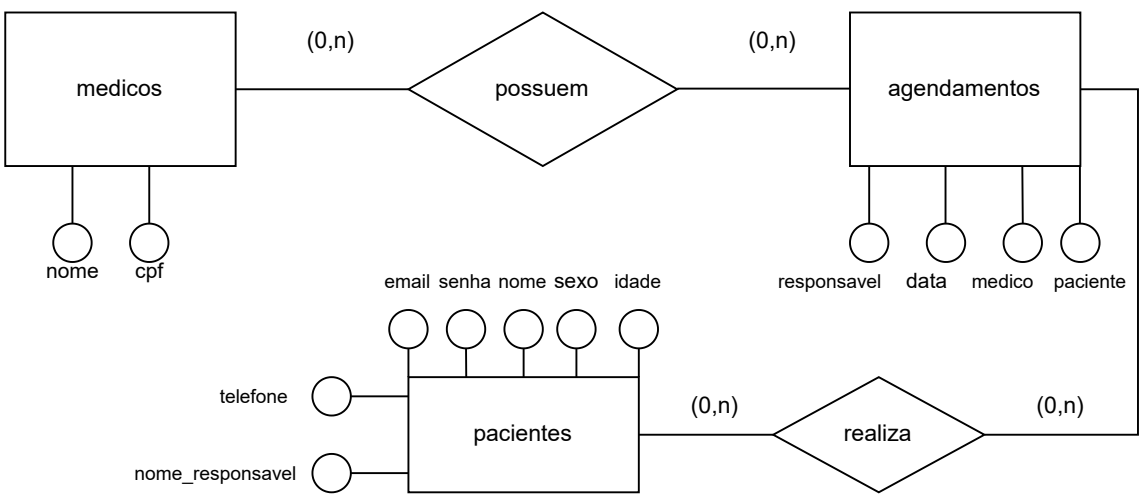 (0,n)
(0,n)
medicos
possuem
agendamentos
nome
cpf
responsavel
data
medico
paciente
email
senha
nome
sexo
idade
telefone
(0,n)
(0,n)
pacientes
realiza
nome_responsavel